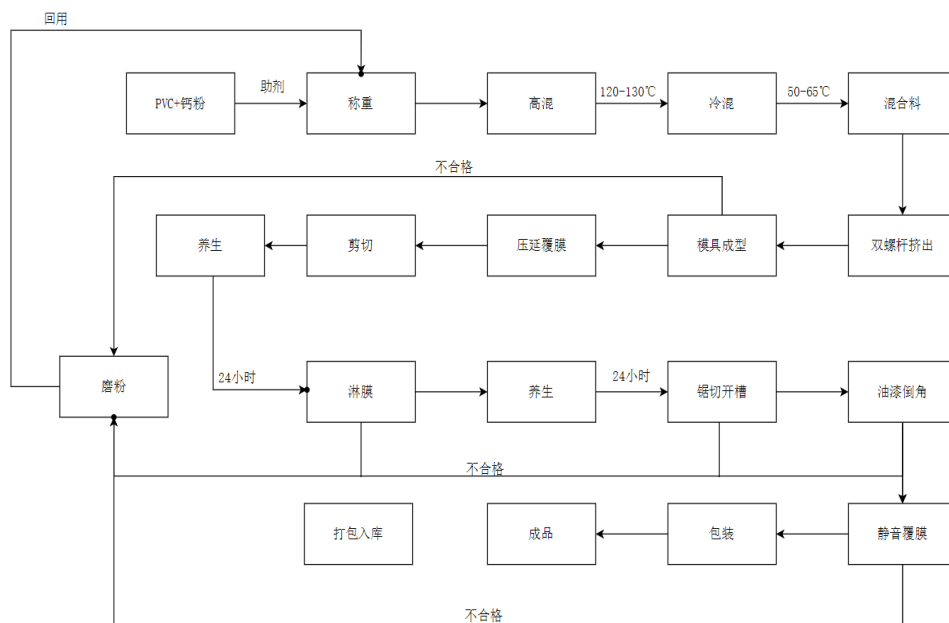 回用
PVC+钙粉
助剂
称重
高混
120-130℃
冷混
50-65℃
混合料
不合格
养生
剪切
压延覆膜
模具成型
双螺杆挤出
磨粉
24小时
淋膜
养生
24小时
锯切开槽
油漆倒角
不合格
打包入库
成品
包装
静音覆膜
不合格